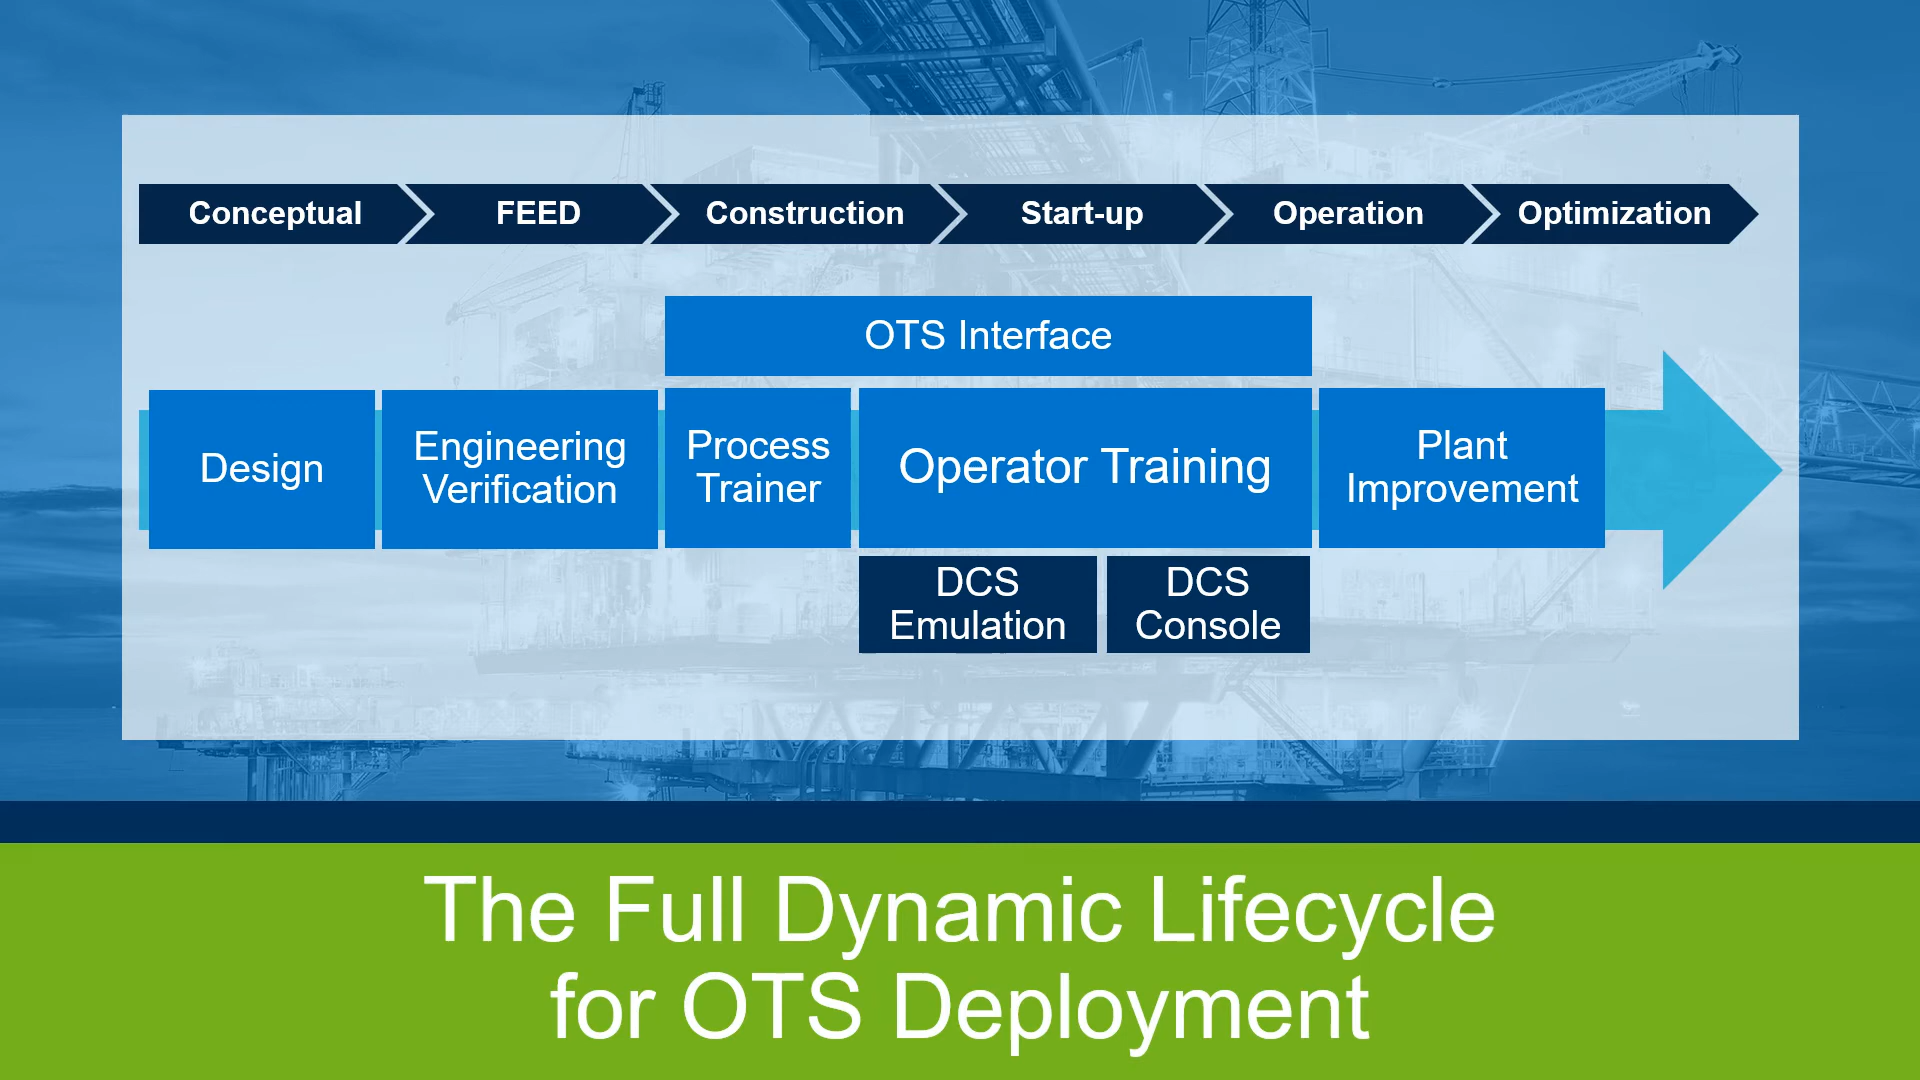 Conceptual
FEED
Construction
Start-up
Operation
Optimization
OTS Interface
Design
Engineering
Verification
Process
Trainer
Operator Training
Plant
Improvement
DCS
Emulation
DCS
Console
The Full Dynamic Lifecycle
for OTS Deployment